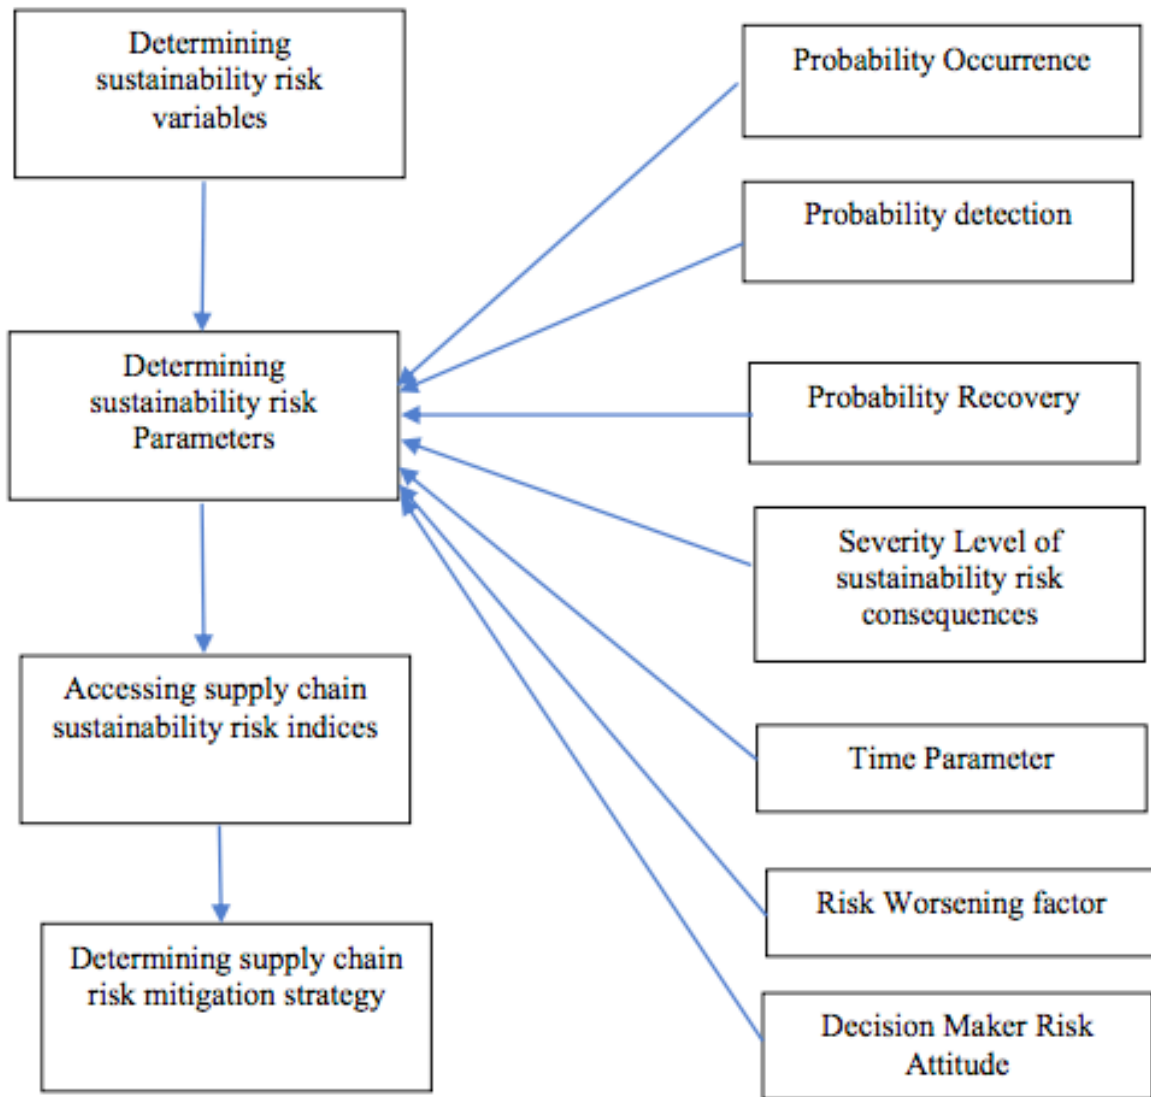 Determining
sustainability risk
variables
Determining
sustainability risk
Parameters
Accessing supply chain
sustainability risk indices
Determining supply chain
risk mitigation strategy
Probability Occurrence
Probability detection
Probability Recovery
Severity Level of
sustainability risk
consequences
Time Parameter
Risk Worsening factor
Decision Maker Risk
Attitude